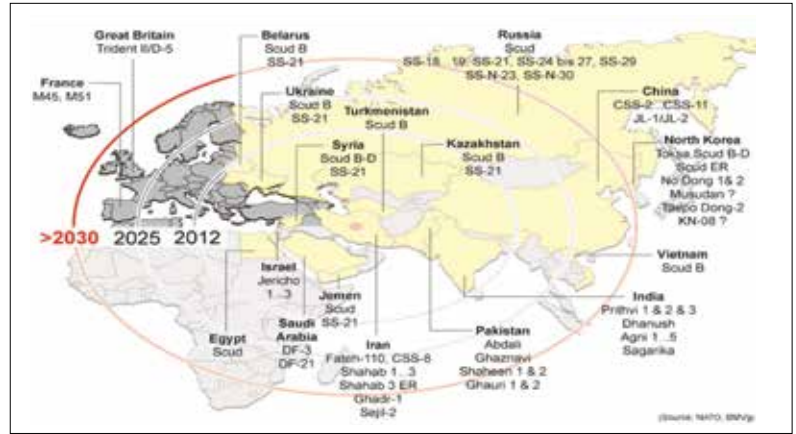 Great Britain
Trident II/D-5
Belarus
Scud B
SS-21
Russia
Scud
SS-18...19, SS-21, SS-24 bis 27, SS-29
SS-N-23, SS-N-30
France
M45, M51
Ukraine
Scud B
SS-21
Turkmenistan
Scud B
China
CSS-2...CSS-11
JL-1/JL-2
Syria
Scud B-D
SS-21
Kazakhstan
Scud B
SS-21
North Korea
Toksa Scud B-D
Scud ER
No Dong 1& 2
Musudan ?
Taepo Dong-2
KN-08 ?
>2030
2025
2012
Vietnam
Scud B
Israel
Jericho
1...3
Jemen
Scud
SS-21
India
Prithvi 1 & 2 & 3
Dhanush
Agni 1...5
Sagarika
Egypt
Scud
Saudi
Arabia
DF-3
DF-21
Iran
Fateh-110, CSS-8
Shahab 1...3
Shahab 3 ER
Ghadr-1
Sejil-2
Pakistan
Abdali
Ghaznavi
Shaheen 1 & 2
Ghauri 1 & 2
(Source: NATO,